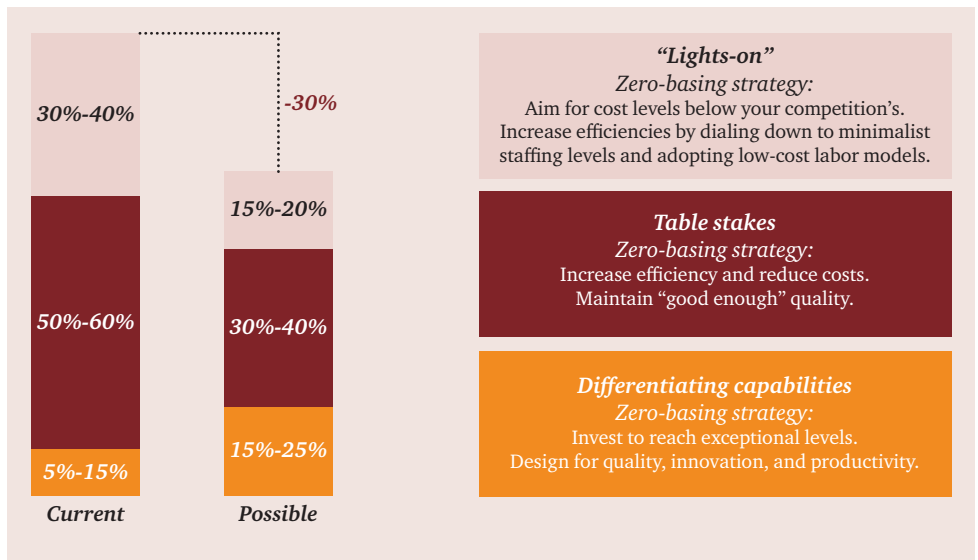 30%-40%
50%-60%
5%-15%
Current
-30%
15%-20%
30%-40%
15%-25%
Possible
“Lights-on”
Zero-basing strategy:
Aim for cost levels below your competition’s.
Increase efficiencies by dialing down to minimalist
staffing levels and adopting low-cost labor models.
Table stakes
Zero-basing strategy:
Increase efficiency and reduce costs.
Maintain “good enough” quality.
Differentiating capabilities
Zero-basing strategy:
Invest to reach exceptional levels.
Design for quality, innovation, and productivity.